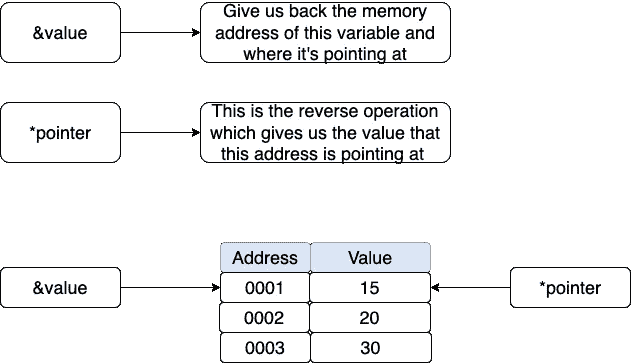 &value
Give us back the memory
address of this variable and
where it's pointing at
*pointer
This is the reverse operation
which gives us the value that
this address is pointing at
Address Value
&value
0001 15
*pointer
0002 20
0003 30